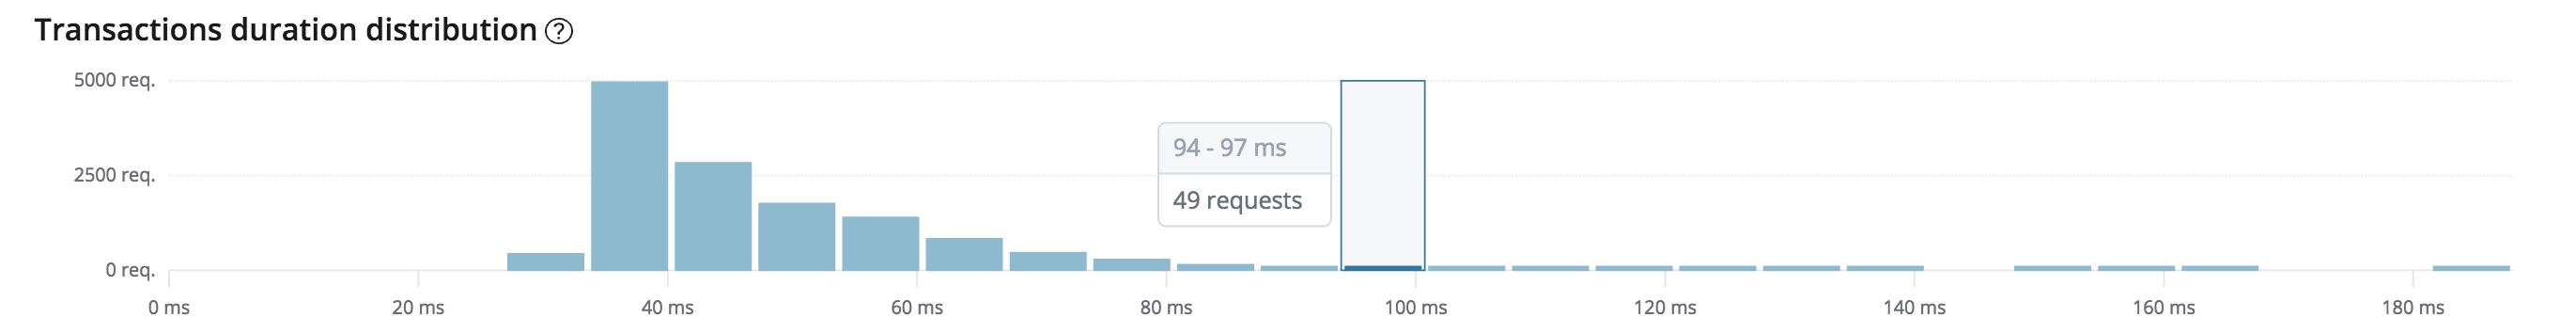 Transactions duration distribution ?
5000 req.
2500 req.
0 req.
94 - 97 ms
49 requests
0 ms 20 ms 40 ms 60 ms 80 ms 100 ms 120 ms 140 ms 160 ms 180 ms